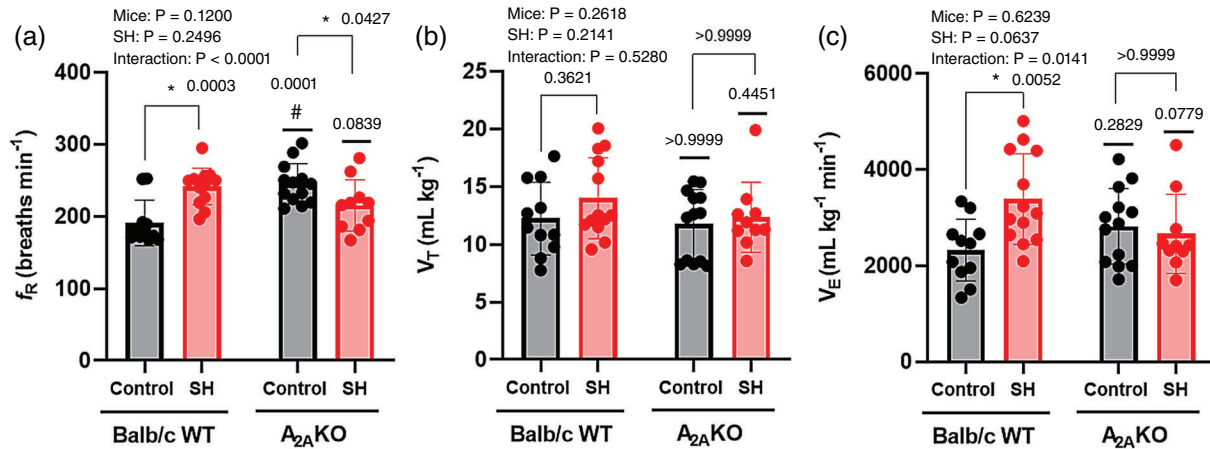 (a)
Mice: P = 0.1200
SH: P = 0.2496
Interaction: P < 0.0001
* 0.0427
* 0.0003
0.0001
#
0.0839
fR (breaths min⁻¹)
400
300
200
100
0
Control SH Control SH
Balb/c WT A₂ₐKO
(b)
Mice: P = 0.2618
SH: P = 0.2141
Interaction: P = 0.5280
>0.9999
0.3621
0.4451
>0.9999
VT (mL kg⁻¹)
25
20
15
10
5
0
Control SH Control SH
Balb/c WT A₂ₐKO
(c)
Mice: P = 0.6239
SH: P = 0.0637
Interaction: P = 0.0141
* 0.0052
>0.9999
0.2829
0.0779
VE (mL kg⁻¹ min⁻¹)
6000
4000
2000
0
Control SH Control SH
Balb/c WT A₂ₐKO